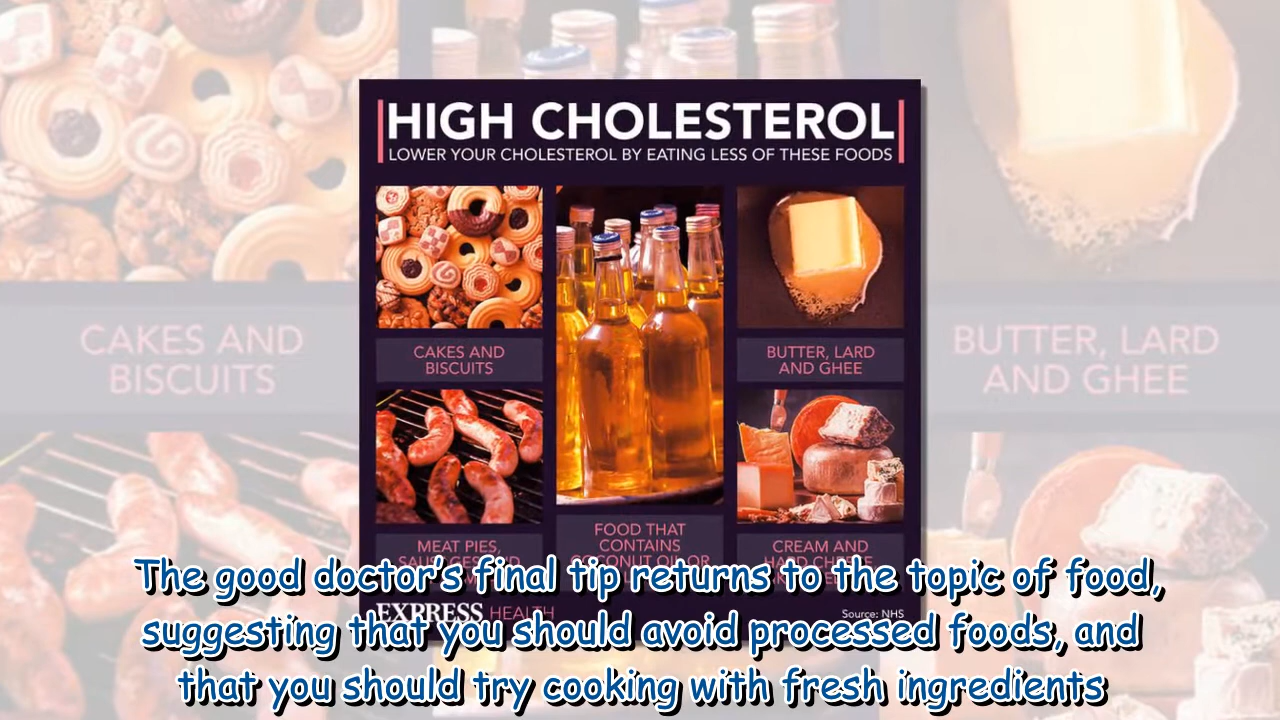 HIGH CHOLESTEROL
LOWER YOUR CHOLESTEROL BY EATING LESS OF THESE FOODS
CAKES AND
BISCUITS
BUTTER, LARD
AND GHEE
CAKES AND
BISCUITS
BUTTER, LARD
AND GHEE
MEAT PIES,
FOOD THAT
CONTAINS
CREAM AND
The good doctor's final tip returns to the topic of food,
EXPRESS HEALTH
Source: NHS
suggesting that you should avoid processed foods, and
that you should try cooking with fresh ingredients